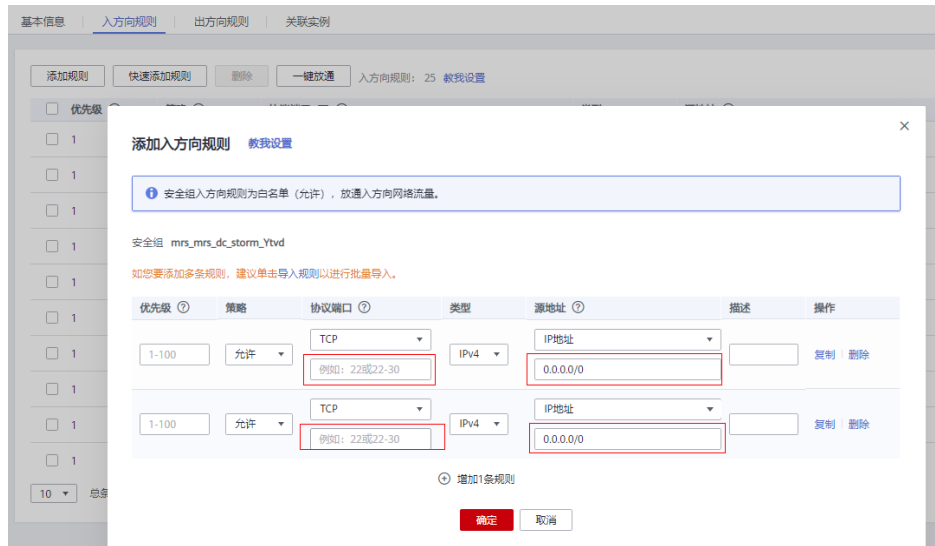 基本信息 入方向规则 出方向规则 关联实例
添加规则 快速添加规则 删除 一键放通 入方向规则: 25 教我设置
优先级
1
添加入方向规则 教我设置
1
安全组入方向规则为白名单（允许），放通入方向网络流量。
1
安全组 mrs_mrs_dc_storm_Ytvd
1
如您要添加多条规则，建议单击导入规则以进行批量导入。
1
优先级 策略 协议端口 类型 源地址 描述 操作
1
TCP IP地址
1-100 允许 IPv4 复制 删除
1
例如: 22或22-30 0.0.0.0/0
1
TCP IP地址
1-100 允许 IPv4 复制 删除
1
例如: 22或22-30 0.0.0.0/0
1
增加1条规则
10 总条
确定 取消